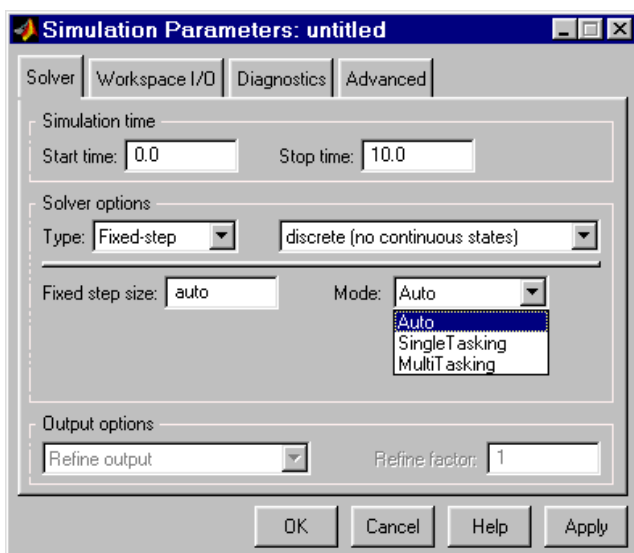 Simulation Parameters: untitled
Solver Workspace I/O Diagnostics Advanced
Simulation time
Start time: 0.0 Stop time: 10.0
Solver options
Type: Fixed-step discrete (no continuous states)
Fixed step size: auto Mode: Auto
Auto
SingleTasking
MultiTasking
Output options
Refine output Refine factor: 1
OK Cancel Help Apply